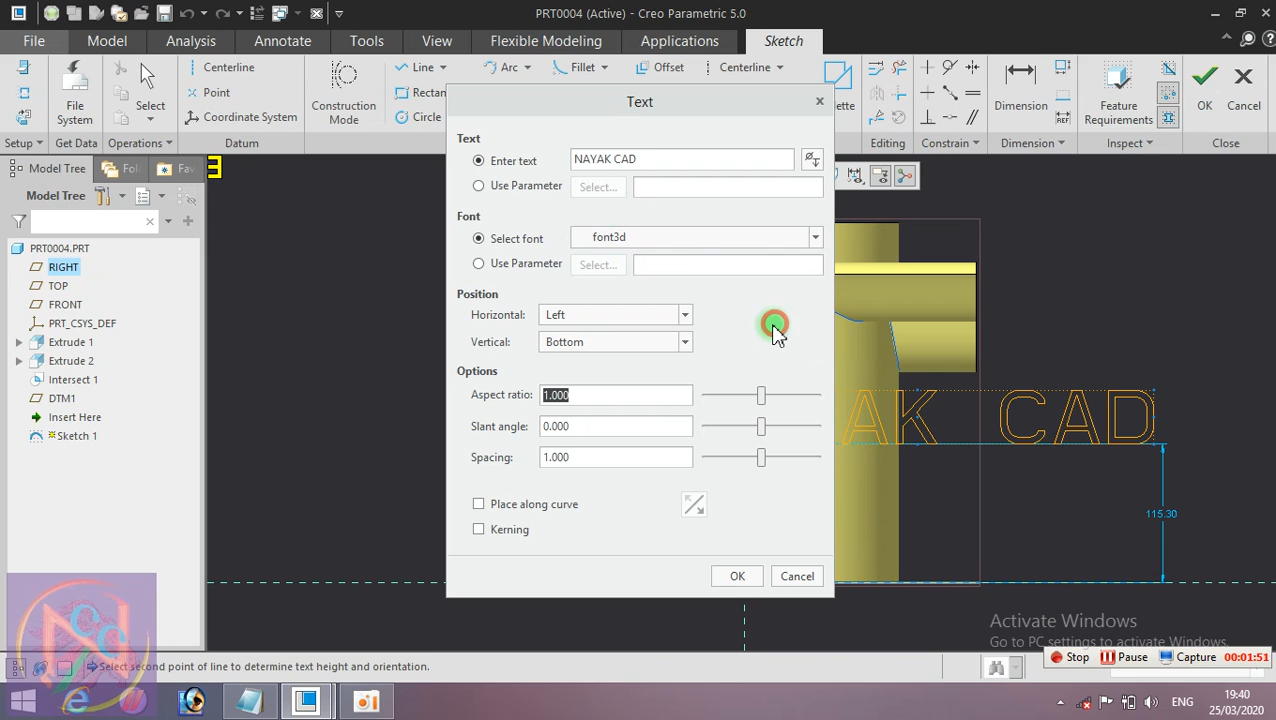 PRT0004 (Active) - Creo Parametric 5.0
File Model Analysis Annotate Tools View Flexible Modeling Applications Sketch
Centerline Line Arc Fillet Offset Centerline
Point
File System Select Coordinate System Construction Mode Circle Dimension Feature Requirements OK Cancel
Setup Get Data Operations Datum Editing Constrain Dimension Inspect
Model Tree
Model Tree
PRT0004.PRT
RIGHT
TOP
FRONT
PRT_CSYS_DEF
Extrude 1
Extrude 2
Intersect 1
DTM1
Insert Here
Sketch 1
3
Text
Text
Enter text NAYAK CAD
Use Parameter Select...
Font
Select font font3d
Use Parameter Select...
Position
Horizontal: Left
Vertical: Bottom
Options
Aspect ratio: 1.000
Slant angle: 0.000
Spacing: 1.000
Place along curve
Kerning
OK Cancel
AK CAD
115.30
Activate Windows
Go to PC settings to activate Windows.
Select second point of line to determine text height and orientation.
Stop Pause Capture 00:01:51
ENG
19:40
25/03/2020